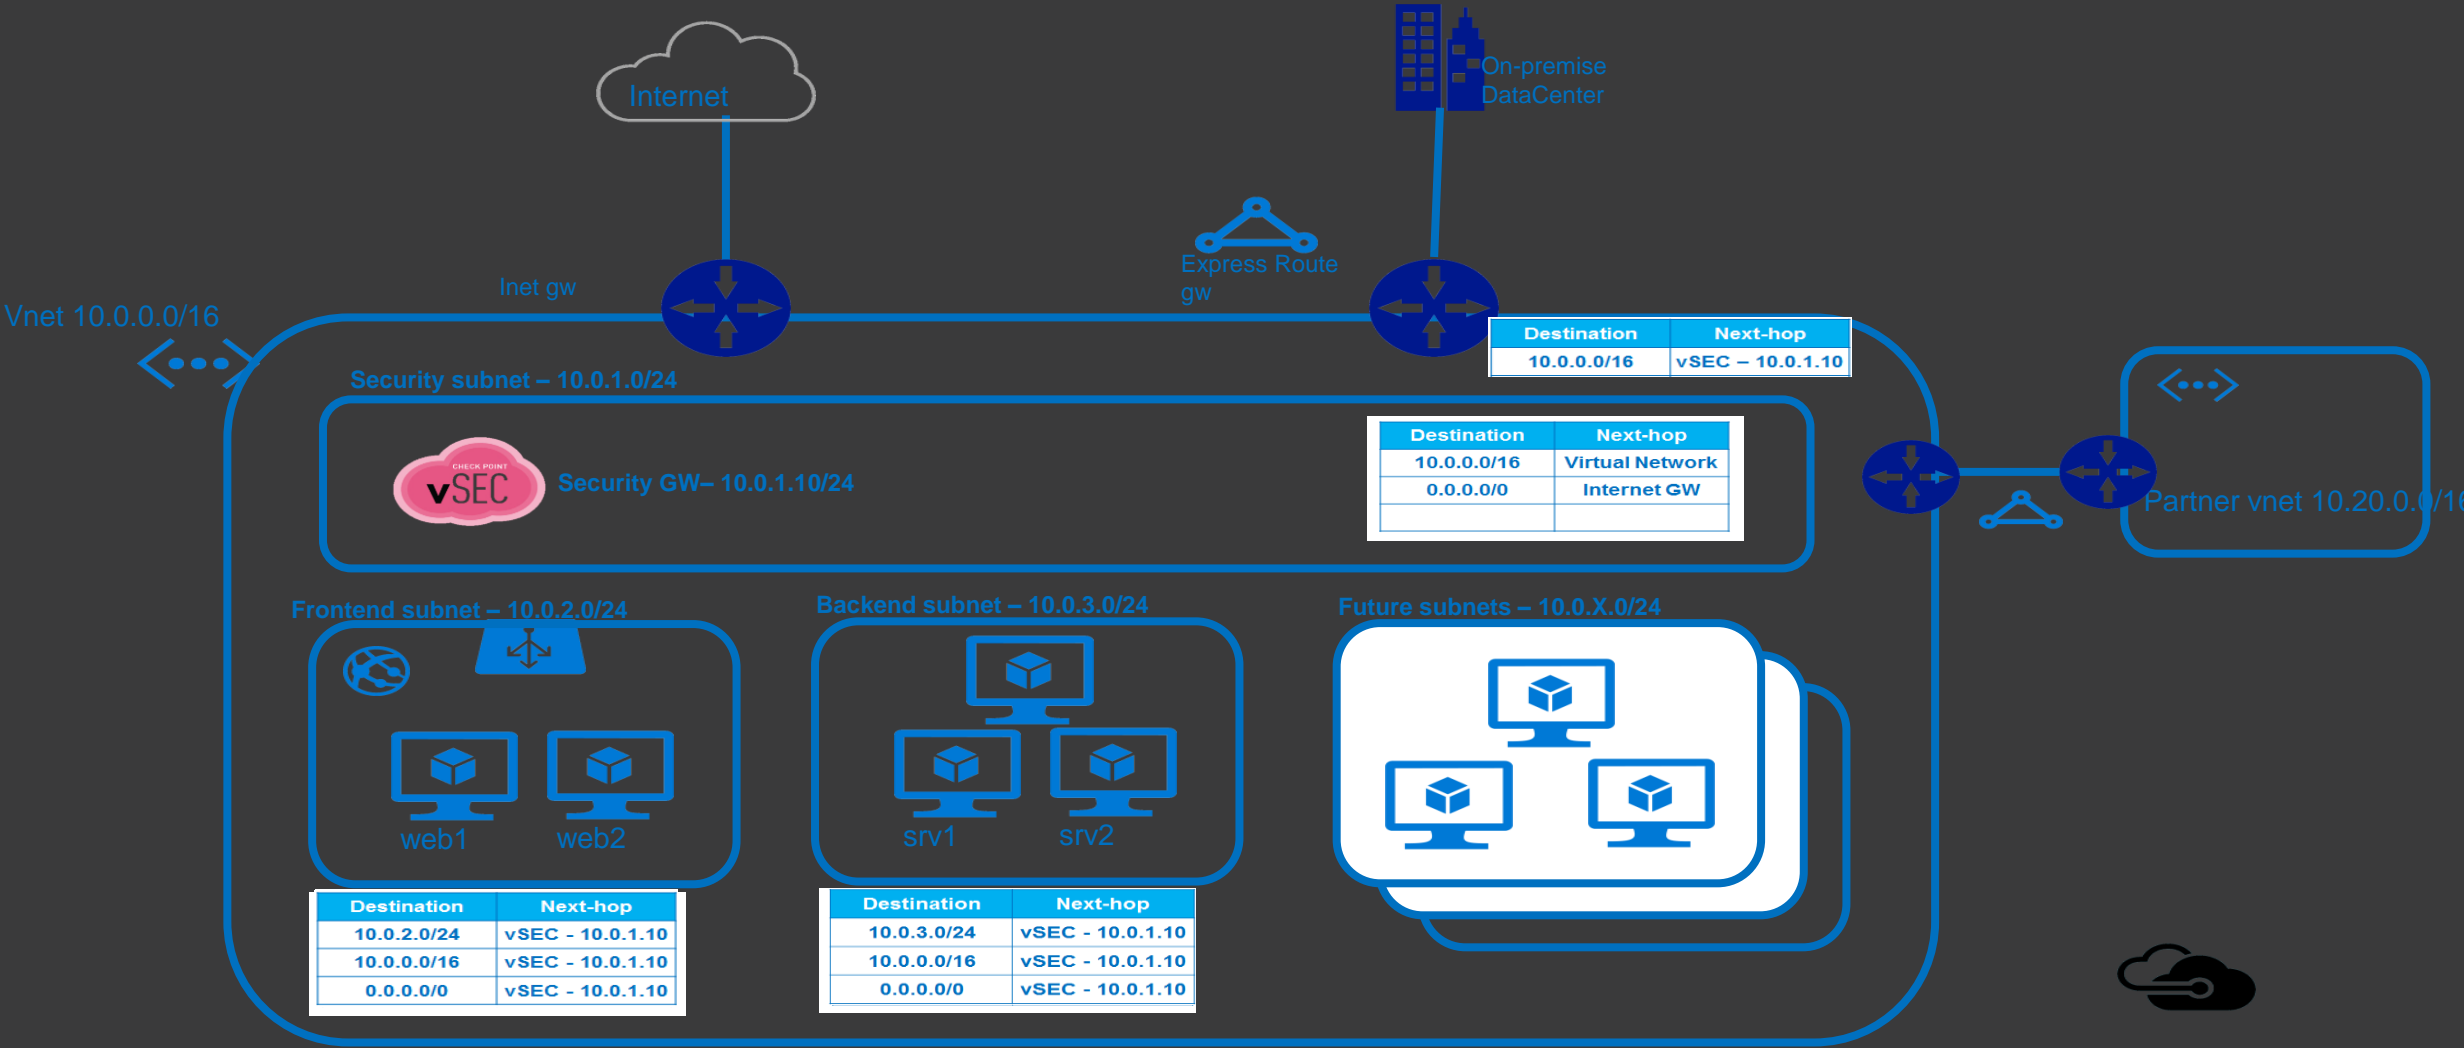 Internet
On-premise
DataCenter
Express Route
gw
Inet gw
Vnet 10.0.0.0/16
Destination Next-hop
10.0.0.0/16 vSEC – 10.0.1.10
Security subnet – 10.0.1.0/24
CHECK POINT
vSEC
Security GW– 10.0.1.10/24
Destination Next-hop
10.0.0.0/16 Virtual Network
0.0.0.0/0 Internet GW
Partner vnet 10.20.0.0/16
Frontend subnet – 10.0.2.0/24
Backend subnet – 10.0.3.0/24
Future subnets – 10.0.X.0/24
web1
web2
srv1
srv2
Destination Next-hop
10.0.2.0/24 vSEC - 10.0.1.10
10.0.0.0/16 vSEC - 10.0.1.10
0.0.0.0/0 vSEC - 10.0.1.10
Destination Next-hop
10.0.3.0/24 vSEC - 10.0.1.10
10.0.0.0/16 vSEC - 10.0.1.10
0.0.0.0/0 vSEC - 10.0.1.10